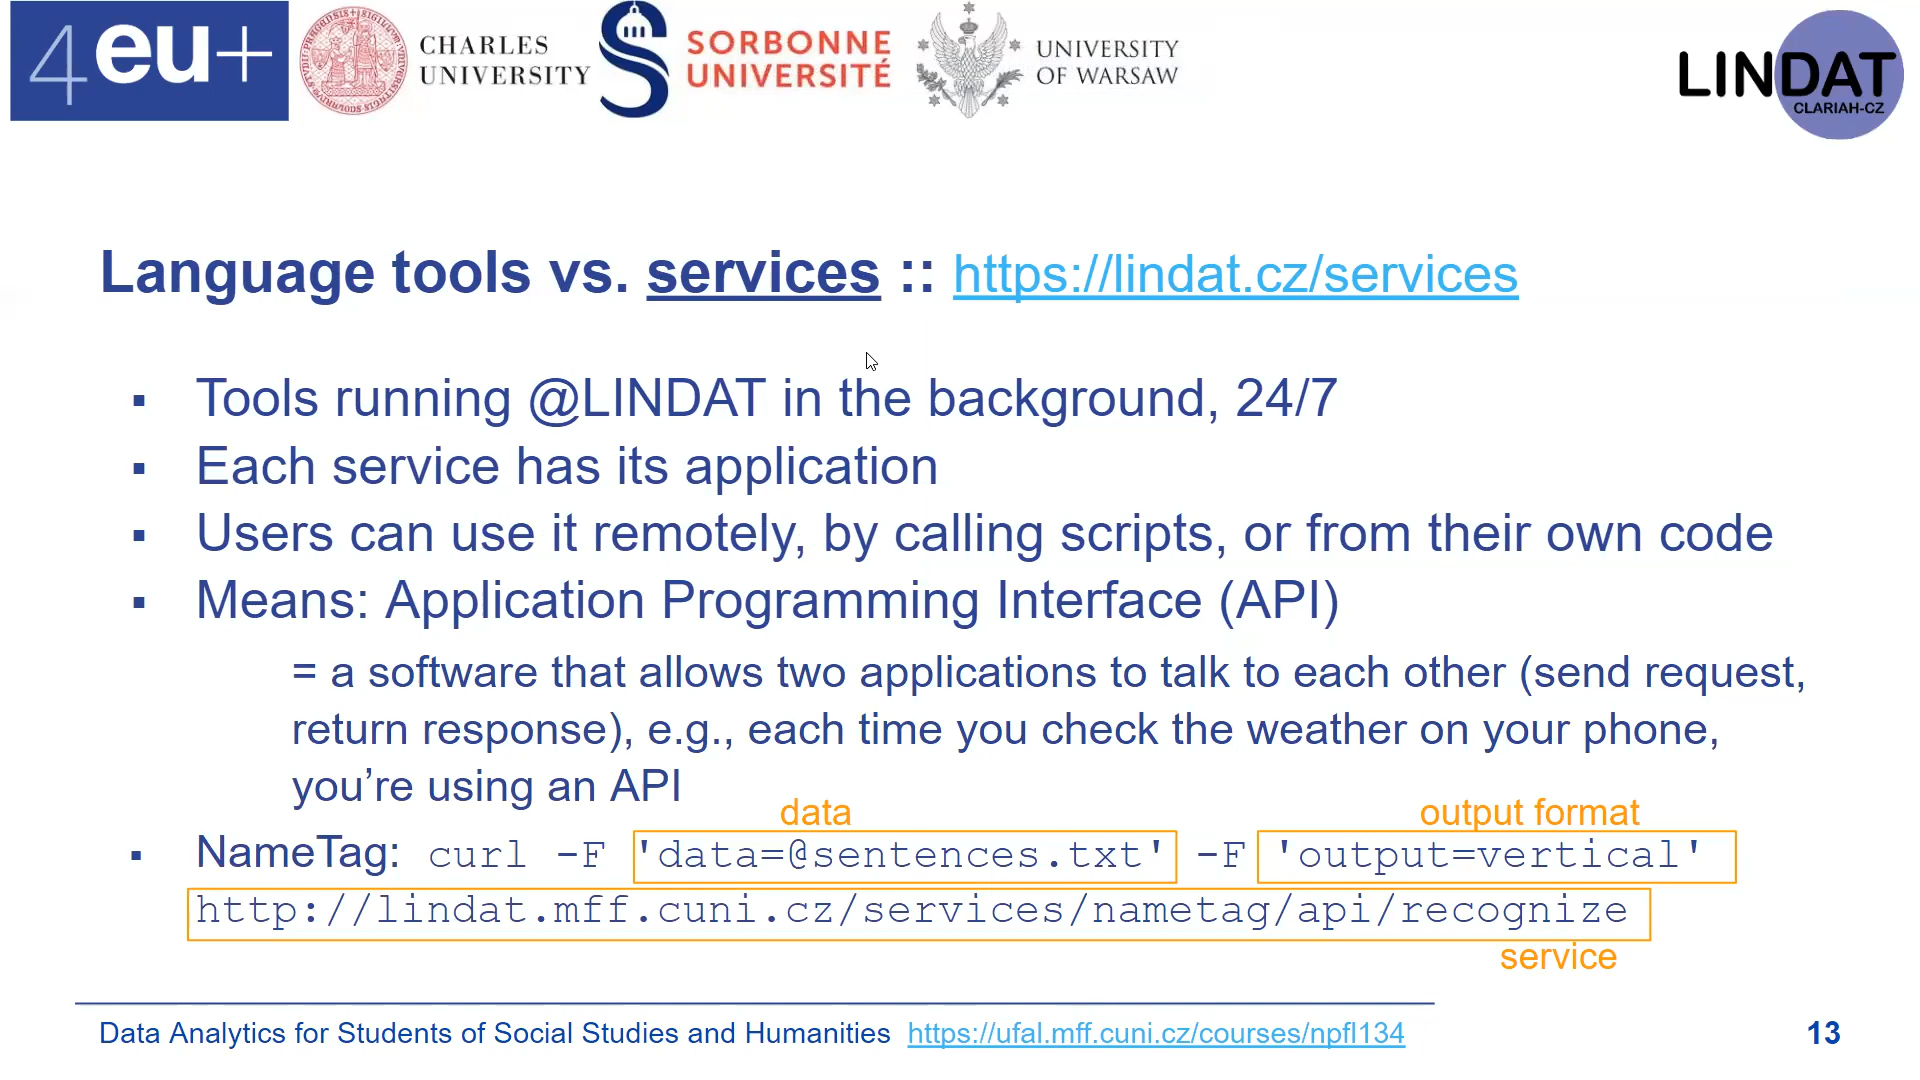 4eu+
CHARLES
UNIVERSITY
SORBONNE
UNIVERSITÉ
UNIVERSITY
OF WARSAW
LINDAT
CLARIAH-CZ
Language tools vs. services :: https://lindat.cz/services
▪ Tools running @LINDAT in the background, 24/7
▪ Each service has its application
▪ Users can use it remotely, by calling scripts, or from their own code
▪ Means: Application Programming Interface (API)
= a software that allows two applications to talk to each other (send request,
return response), e.g., each time you check the weather on your phone,
you’re using an API
data
output format
▪ NameTag: curl -F 'data=@sentences.txt' -F 'output=vertical'
http://lindat.mff.cuni.cz/services/nametag/api/recognize
service
Data Analytics for Students of Social Studies and Humanities https://ufal.mff.cuni.cz/courses/npfl134
13